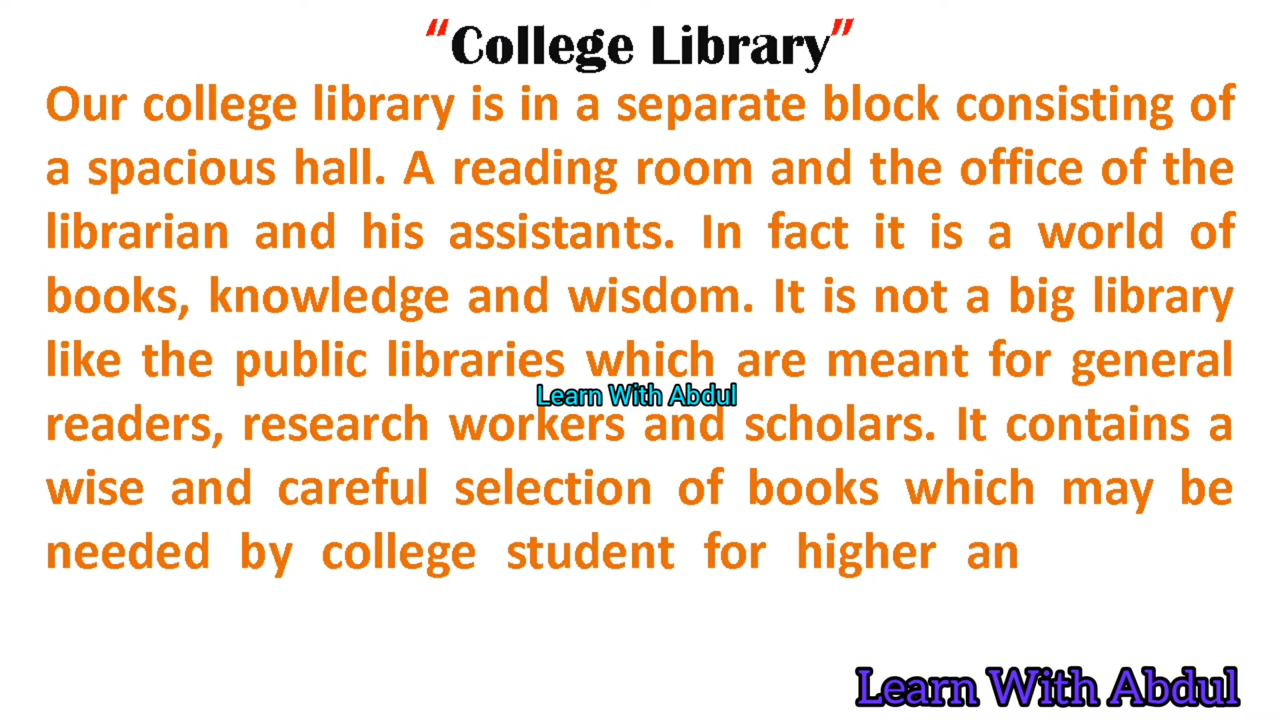 “College Library”
Our college library is in a separate block consisting of
a spacious hall. A reading room and the office of the
librarian and his assistants. In fact it is a world of
books, knowledge and wisdom. It is not a big library
like the public libraries which are meant for general
Learn With Abdul
readers, research workers and scholars. It contains a
wise and careful selection of books which may be
needed by college student for higher an
Learn With Abdul